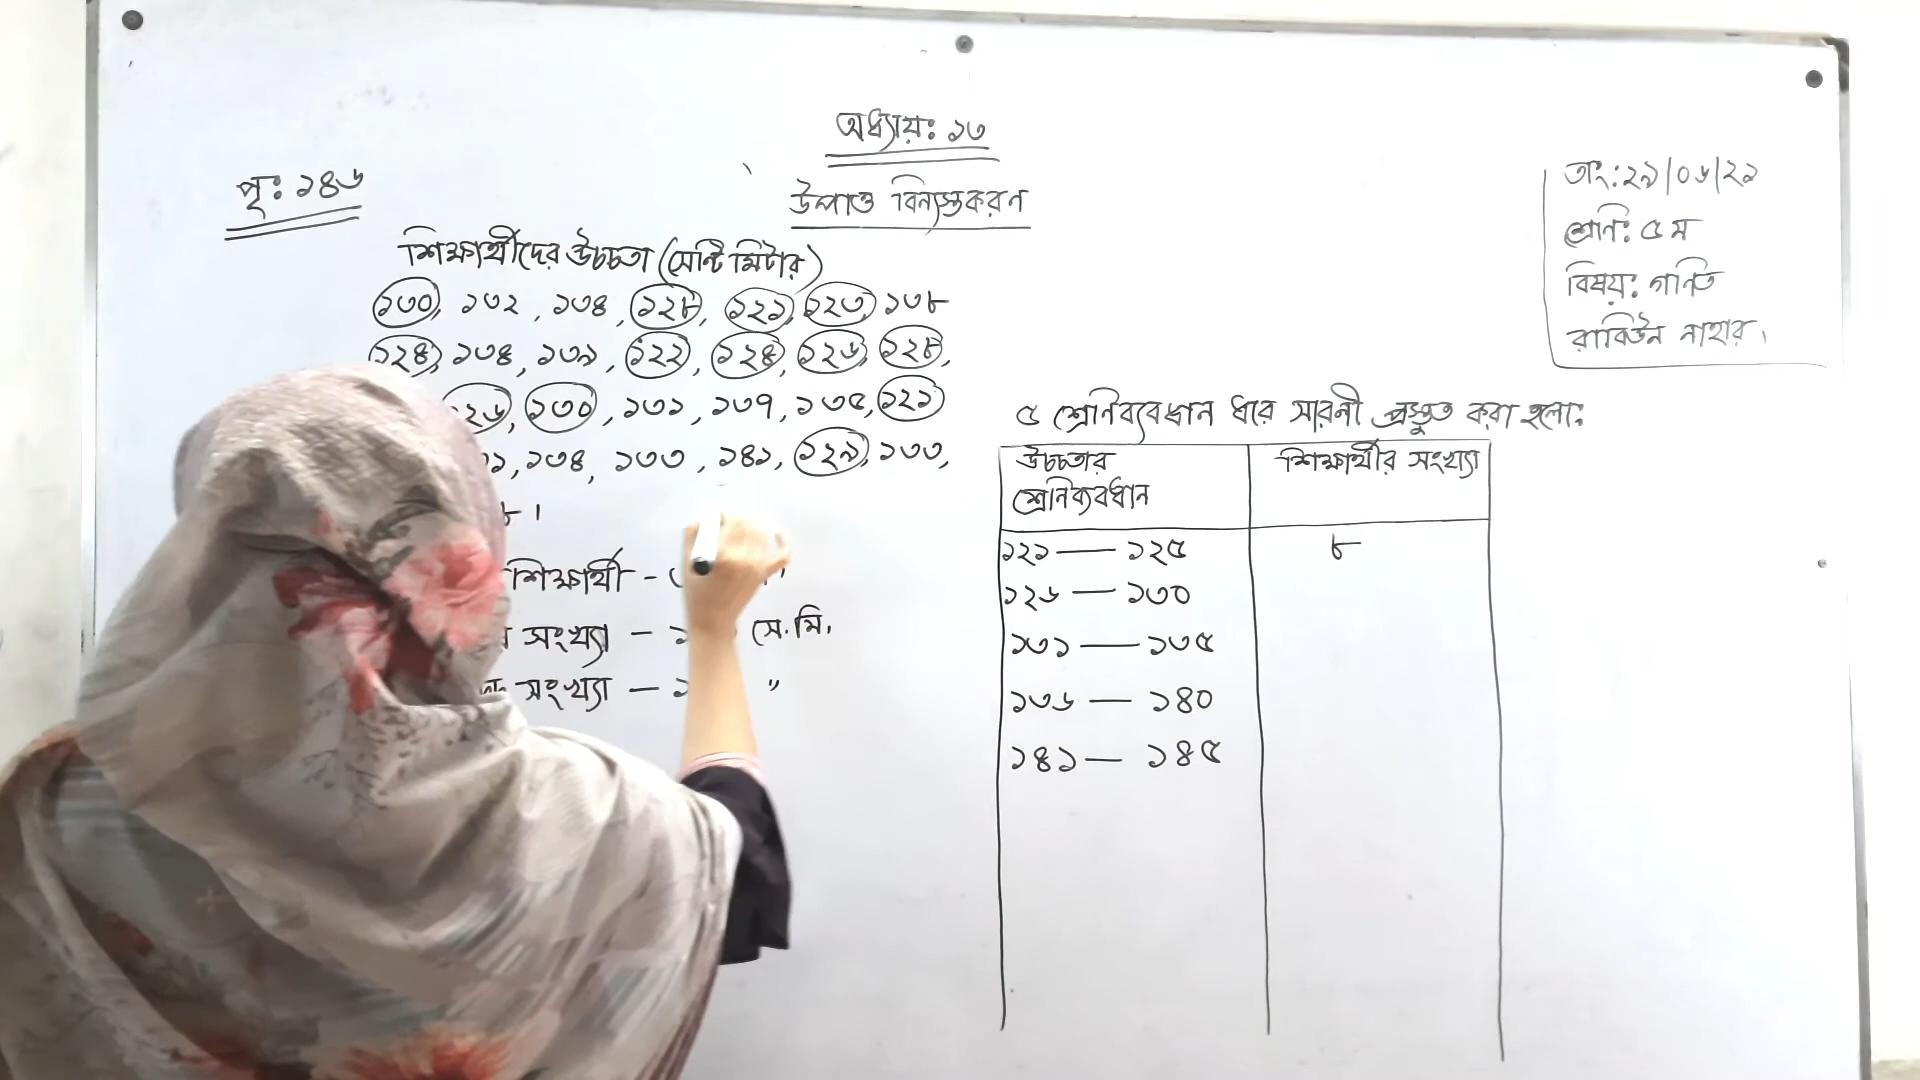 অধ্যায়ঃ ১৩
পৃঃ ১৪৬
উপাত্ত বিন্যস্তকরণ
তাং: ২৯/০৬/২১
শ্রেণি: ৫ম
বিষয়: গণিত
রাবিউন নাহার।
শিক্ষার্থীদের উচ্চতা (সেন্টি মিটার)
১৩০, ১৩২, ১৩৪, ১২৮, ১২১, ১২৩, ১৩৮
১২৪, ১৩৪, ১৩৯, ১২২, ১২৪, ১২৬, ১২৮,
১৩০, ১৩১, ১৩৭, ১৩৫, ১২১
১৩৪, ১৩৩, ১৪১, ১২৯, ১৩৩,
শিক্ষার্থী -
সংখ্যা - সে.মি.
সংখ্যা - "
৫ শ্রেণিব্যবধান ধরে সারণী প্রস্তুত করা হলো:
উচ্চতার শ্রেণিব্যবধান শিক্ষার্থীর সংখ্যা
১২১ — ১২৫ ৮
১২৬ — ১৩০
১৩১ — ১৩৫
১৩৬ — ১৪০
১৪১ — ১৪৫